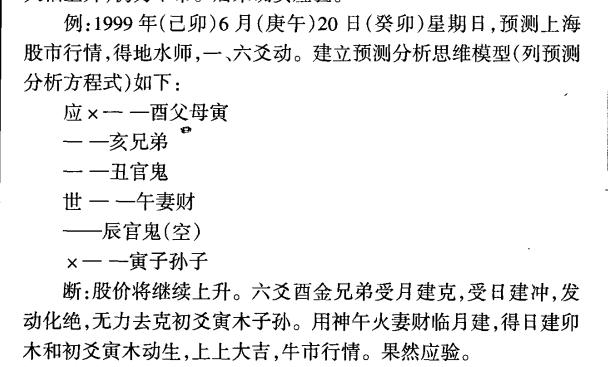 例:1999年(己卯)6月(庚午)20日(癸卯)星期日,预测上海
股市行情,得地水师,一、六爻动。建立预测分析思维模型(列预测
分析方程式)如下:
应×— —酉父母寅
— —亥兄弟
— —丑官鬼
世— —午妻财
——辰官鬼(空)
×— —寅子孙子
断:股价将继续上升。六爻酉金兄弟受月建克,受日建冲,发
动化绝,无力去克初爻寅木子孙。用神午火妻财临月建,得日建卯
木和初爻寅木动生,上上大吉,牛市行情。果然应验。